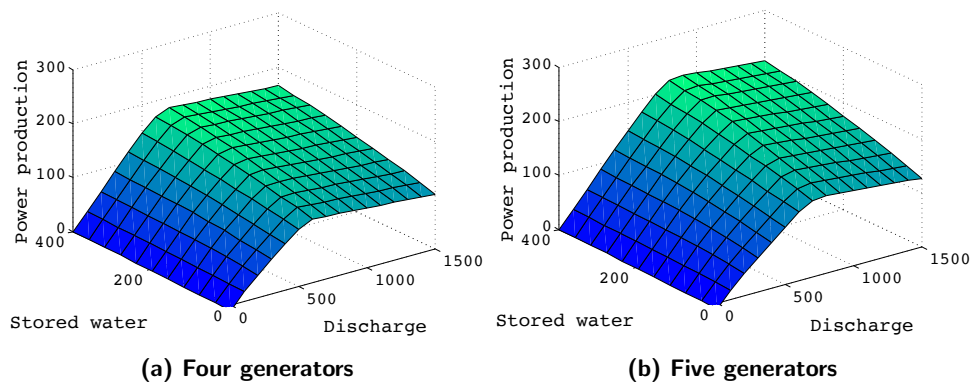 Power production
300
200
100
0
400
200
0
0
500
1000
1500
Stored water
Discharge
(a) Four generators
Power production
300
200
100
0
400
200
0
0
500
1000
1500
Stored water
Discharge
(b) Five generators